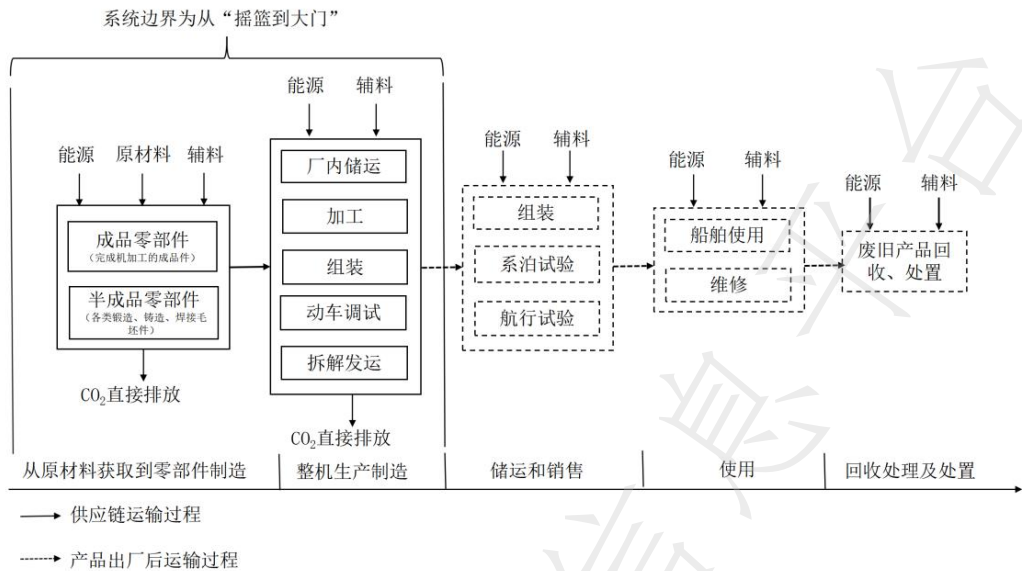 系统边界为从“摇篮到大门”
能源 辅料
厂内储运
加工
组装
动车调试
拆解发运
CO₂直接排放
能源 原材料 辅料
成品零部件
（完成机加工的成品件）
半成品零部件
（各类锻造、铸造、焊接毛
坯件）
CO₂直接排放
能源 辅料
组装
系泊试验
航行试验
能源 辅料
船舶使用
维修
能源 辅料
废旧产品回
收、处置
从原材料获取到零部件制造
整机生产制造
储运和销售
使用
回收处理及处置
供应链运输过程
产品出厂后运输过程